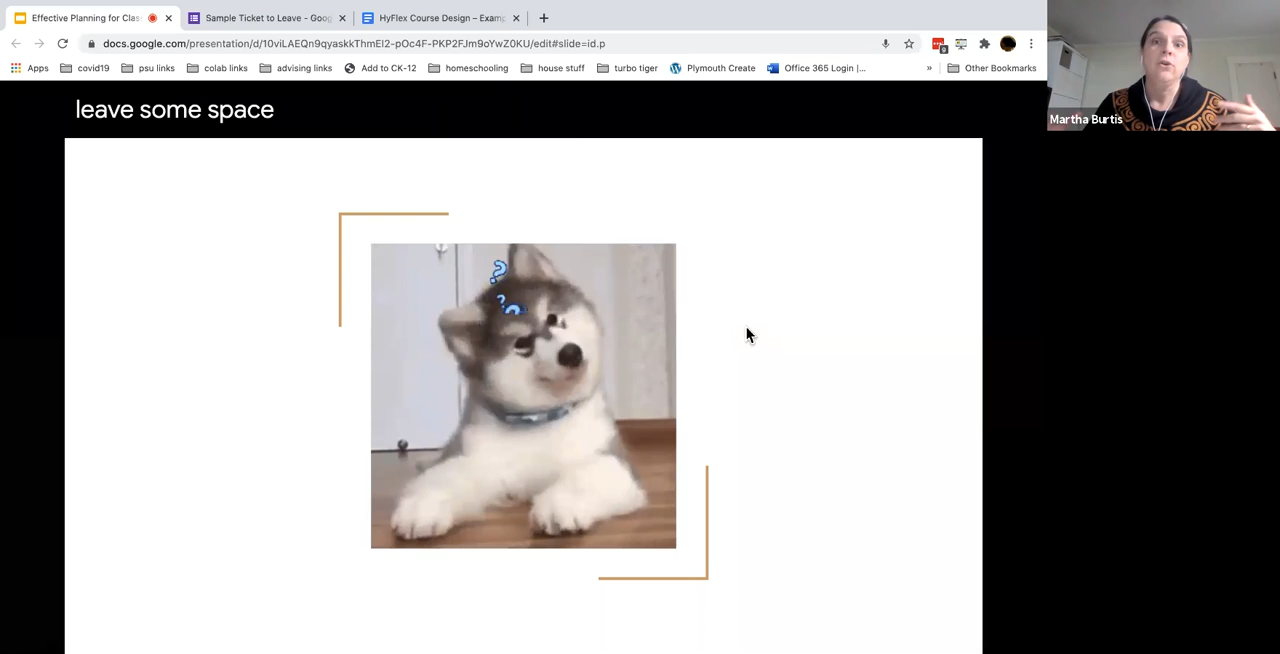 Effective Planning for Clas
Sample Ticket to Leave - Goog
HyFlex Course Design – Examp
docs.google.com/presentation/d/10viLAEQn9qyaskkThmEl2-pOc4F-PKP2FJm9oYwZ0KU/edit#slide=id.p
9
Apps
covid19
psu links
colab links
advising links
Add to CK-12
homeschooling
house stuff
turbo tiger
Plymouth Create
Office 365 Login |...
»
Other Bookmarks
Martha Burtis
leave some space
? ? ?